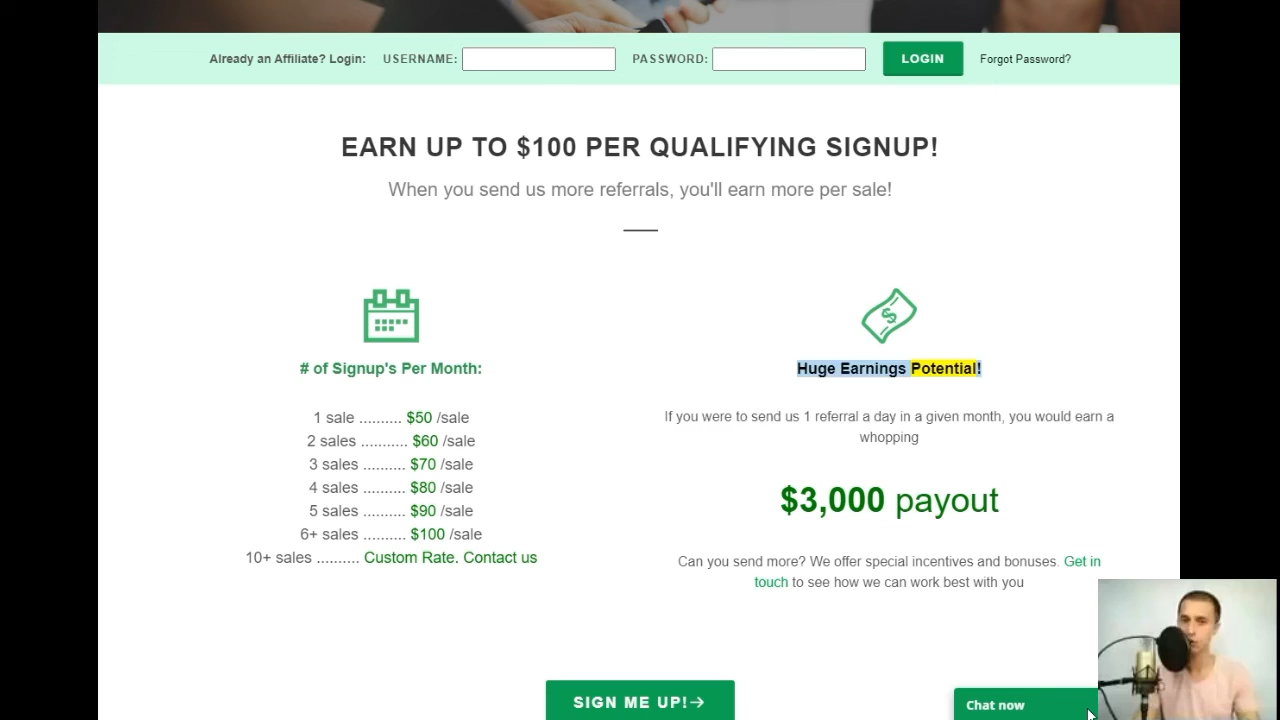 Already an Affiliate? Login: USERNAME: PASSWORD: LOGIN Forgot Password?
EARN UP TO $100 PER QUALIFYING SIGNUP!
When you send us more referrals, you'll earn more per sale!
# of Signup's Per Month:
1 sale .......... $50 /sale
2 sales ........... $60 /sale
3 sales .......... $70 /sale
4 sales .......... $80 /sale
5 sales .......... $90 /sale
6+ sales .......... $100 /sale
10+ sales .......... Custom Rate. Contact us
Huge Earnings Potential!
If you were to send us 1 referral a day in a given month, you would earn a
whopping
$3,000 payout
Can you send more? We offer special incentives and bonuses. Get in
touch to see how we can work best with you
SIGN ME UP!→
Chat now